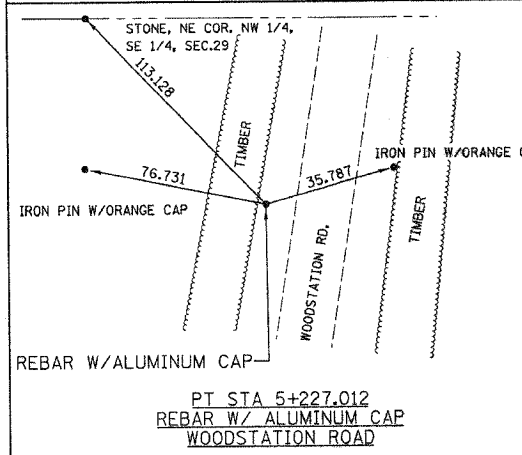 STONE, NE COR. NW 1/4,
SE 1/4, SEC.29
113.128
TIMBER
IRON PIN W/ORANGE
76.731
35.787
IRON PIN W/ORANGE CAP
TIMBER
WOODSTATION RD.
REBAR W/ALUMINUM CAP
PT STA 5+227.012
REBAR W/ ALUMINUM CAP
WOODSTATION ROAD